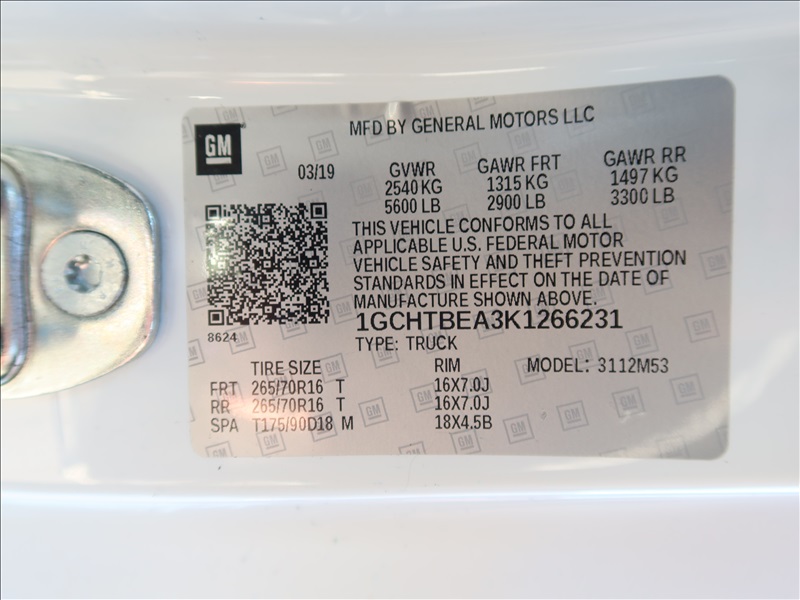 GM
MFD BY GENERAL MOTORS LLC
03/19
GVWR GAWR FRT GAWR RR
2540 KG 1315 KG 1497 KG
5600 LB 2900 LB 3300 LB
THIS VEHICLE CONFORMS TO ALL
APPLICABLE U.S. FEDERAL MOTOR
VEHICLE SAFETY AND THEFT PREVENTION
STANDARDS IN EFFECT ON THE DATE OF
MANUFACTURE SHOWN ABOVE.
1GCHTBEA3K1266231
8624
TYPE: TRUCK
TIRE SIZE RIM MODEL: 3112M53
FRT 265/70R16 T 16X7.0J
RR 265/70R16 T 16X7.0J
SPA T175/90D18 M 18X4.5B